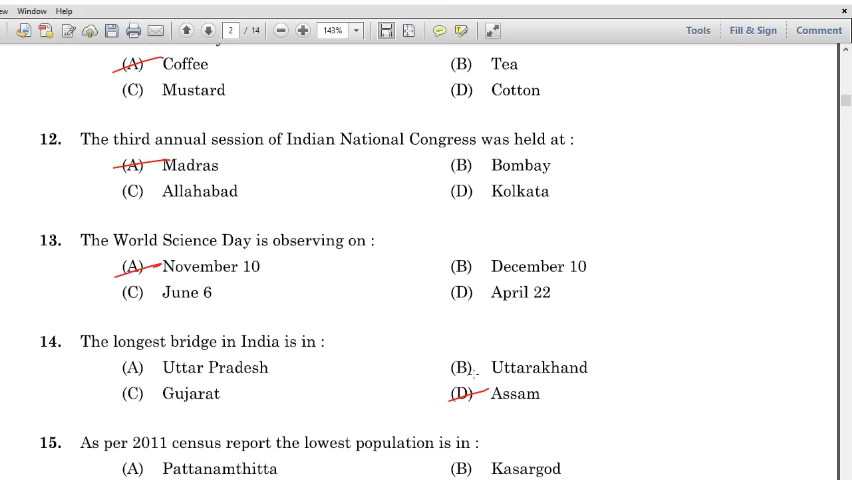 Window Help ×
2 / 14 143% Tools Fill & Sign Comment
(A) Coffee (B) Tea
(C) Mustard (D) Cotton
12. The third annual session of Indian National Congress was held at :
(A) Madras (B) Bombay
(C) Allahabad (D) Kolkata
13. The World Science Day is observing on :
(A) November 10 (B) December 10
(C) June 6 (D) April 22
14. The longest bridge in India is in :
(A) Uttar Pradesh (B) Uttarakhand
(C) Gujarat (D) Assam
15. As per 2011 census report the lowest population is in :
(A) Pattanamthitta (B) Kasargod